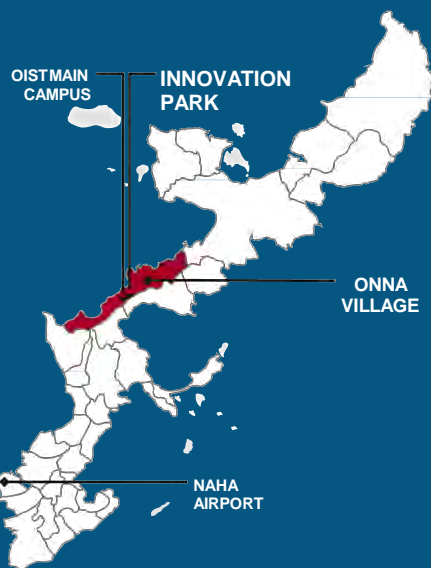 OISTMAIN
CAMPUS
INNOVATION
PARK
ONNA
VILLAGE
NAHA
AIRPORT